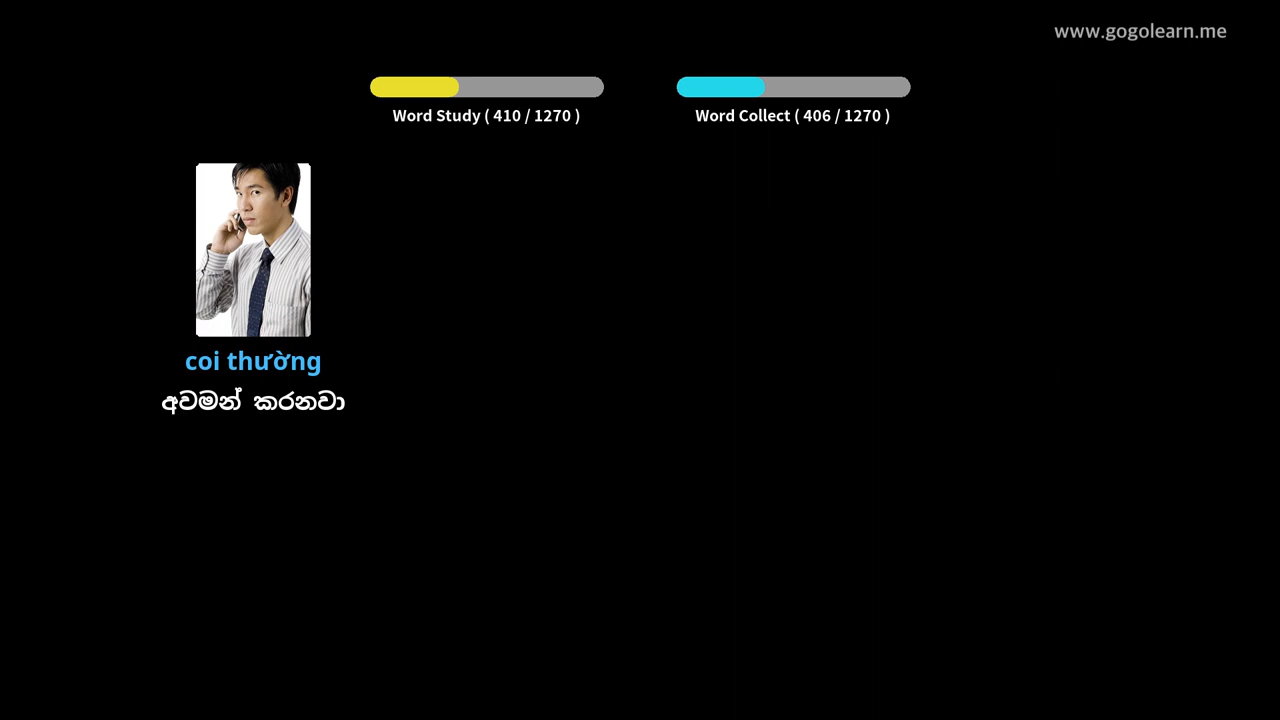 www.gogolearn.me
Word Study ( 410 / 1270 )
Word Collect ( 406 / 1270 )
coi thường
අවමන් කරනවා